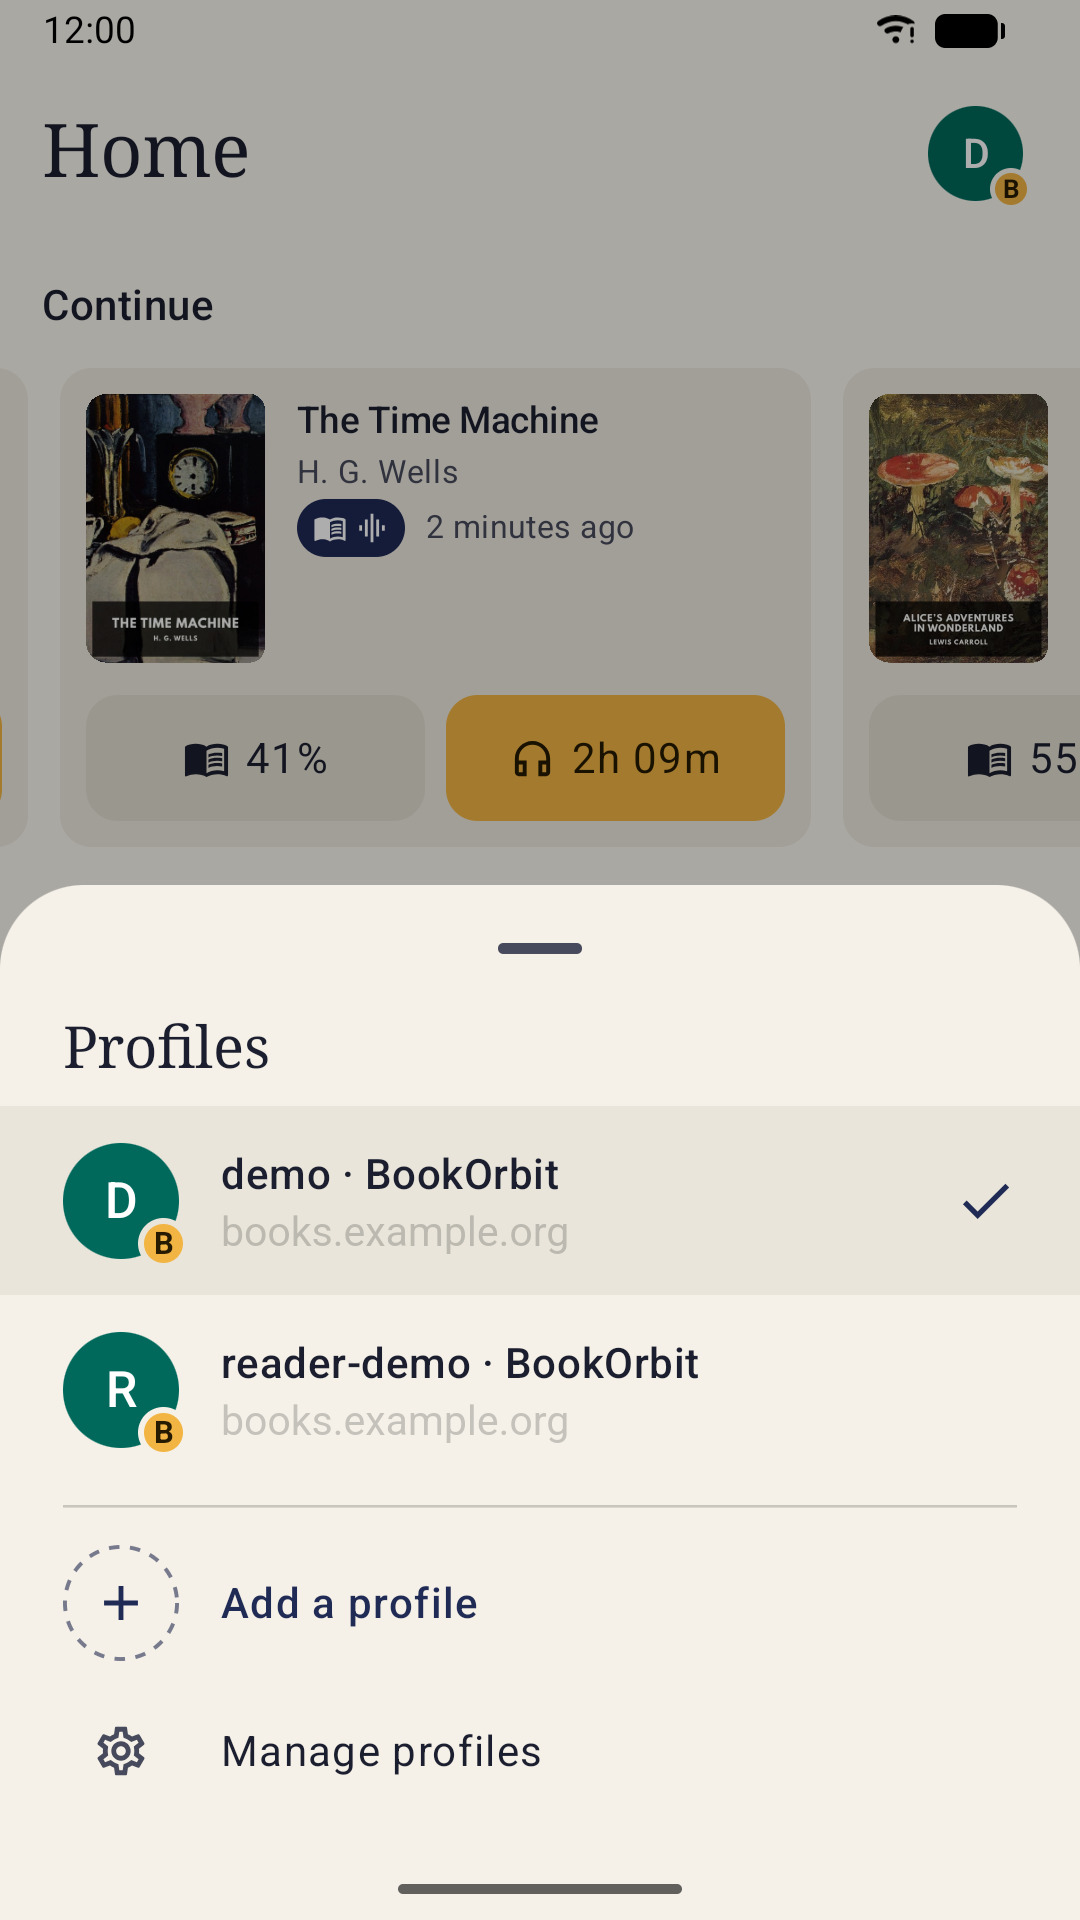 12:00
Home
D
B
Continue
The Time Machine
H. G. Wells
2 minutes ago
THE TIME MACHINE
H. G. WELLS
41%
2h 09m
ALICE'S ADVENTURES
IN WONDERLAND
LEWIS CARROLL
55
Profiles
D
B
demo · BookOrbit
books.example.org
R
B
reader-demo · BookOrbit
books.example.org
Add a profile
Manage profiles